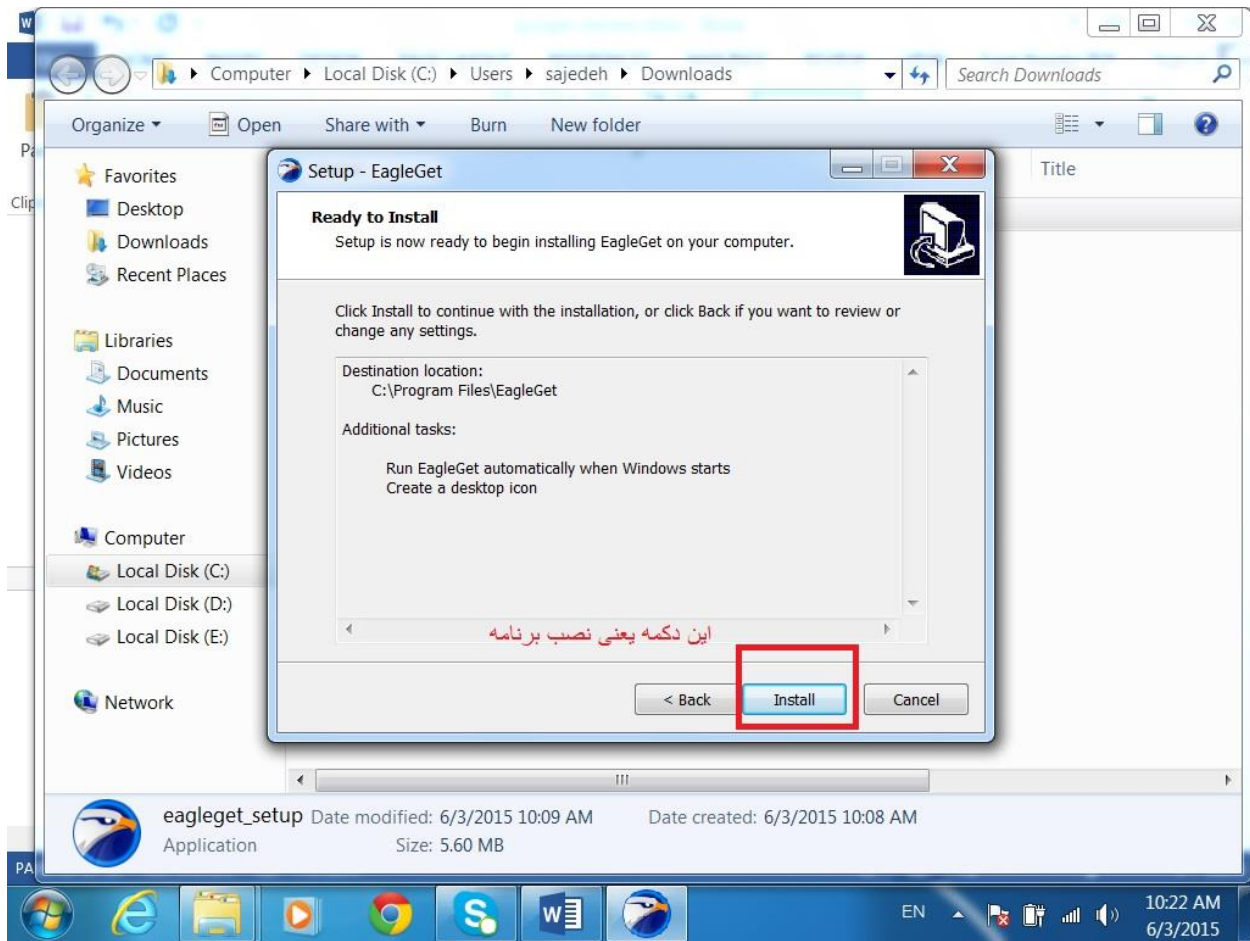 W
Computer ▸ Local Disk (C:) ▸ Users ▸ sajedeh ▸ Downloads
Search Downloads
Organize
Open
Share with
Burn
New folder
Pa
Clip
Favorites
Desktop
Downloads
Recent Places
Libraries
Documents
Music
Pictures
Videos
Computer
Local Disk (C:)
Local Disk (D:)
Local Disk (E:)
Network
Title
Setup - EagleGet
Ready to Install
Setup is now ready to begin installing EagleGet on your computer.
Click Install to continue with the installation, or click Back if you want to review or
change any settings.
Destination location:
C:\Program Files\EagleGet
Additional tasks:
Run EagleGet automatically when Windows starts
Create a desktop icon
این دکمه یعنی نصب برنامه
< Back
Install
Cancel
eagleget_setup Date modified: 6/3/2015 10:09 AM Date created: 6/3/2015 10:08 AM
Application Size: 5.60 MB
PA
EN
10:22 AM
6/3/2015